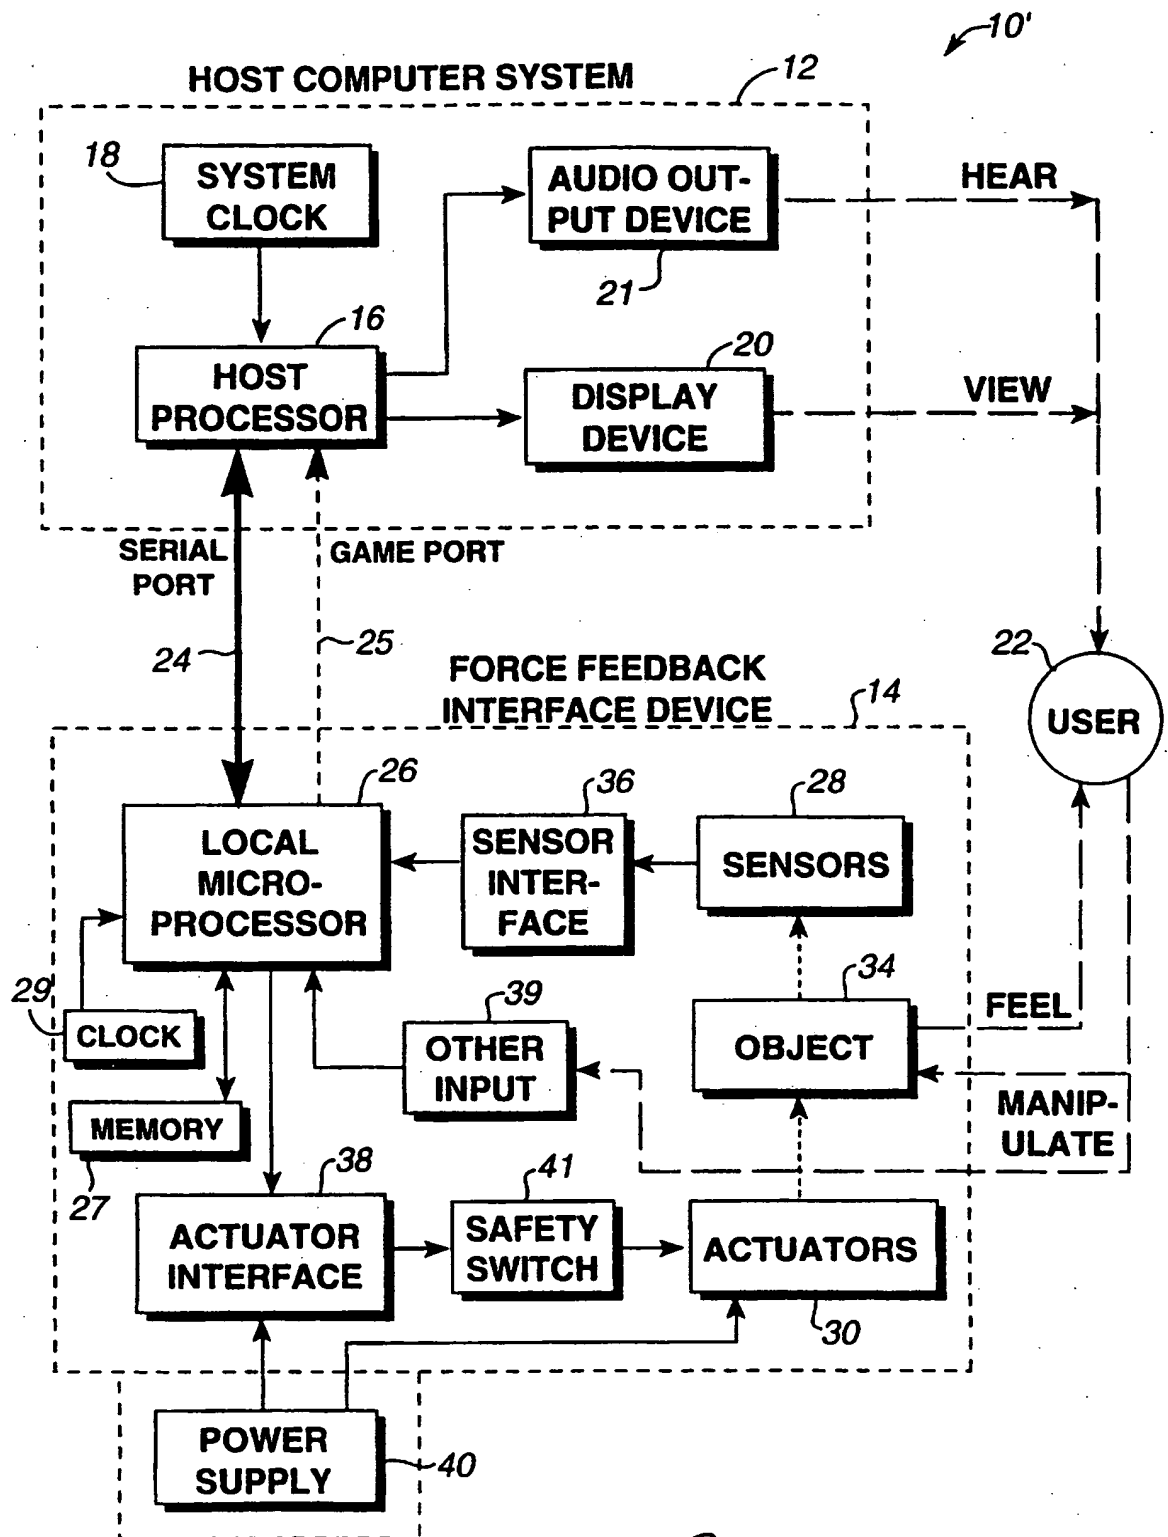 10'
HOST COMPUTER SYSTEM
12
18
SYSTEM
CLOCK
AUDIO OUT-
PUT DEVICE
HEAR
21
16
HOST
PROCESSOR
20
DISPLAY
DEVICE
VIEW
SERIAL
PORT
GAME PORT
24
25
22
USER
FORCE FEEDBACK
INTERFACE DEVICE
14
26
LOCAL
MICRO-
PROCESSOR
36
SENSOR
INTER-
FACE
28
SENSORS
29
CLOCK
39
OTHER
INPUT
34
OBJECT
FEEL
MANIP-
ULATE
MEMORY
27
38
ACTUATOR
INTERFACE
41
SAFETY
SWITCH
ACTUATORS
30
POWER
SUPPLY
40